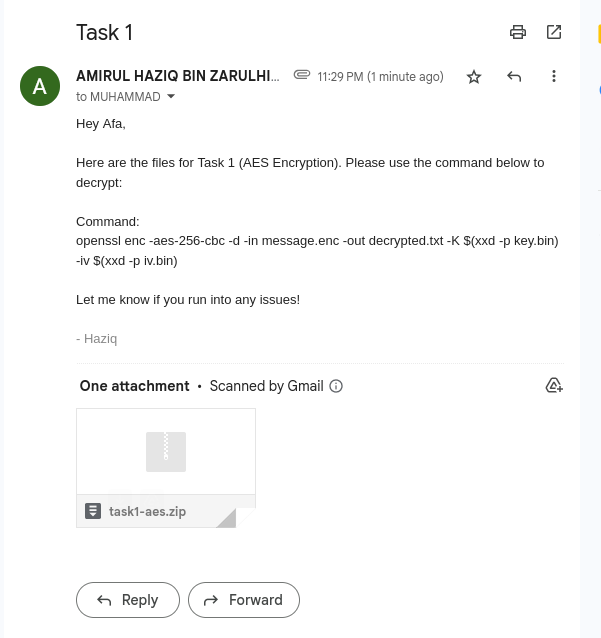 Task 1
A
AMIRUL HAZIQ BIN ZARULHI... 11:29 PM (1 minute ago)
to MUHAMMAD
Hey Afa,
Here are the files for Task 1 (AES Encryption). Please use the command below to
decrypt:
Command:
openssl enc -aes-256-cbc -d -in message.enc -out decrypted.txt -K $(xxd -p key.bin)
-iv $(xxd -p iv.bin)
Let me know if you run into any issues!
- Haziq
One attachment • Scanned by Gmail
task1-aes.zip
Reply Forward